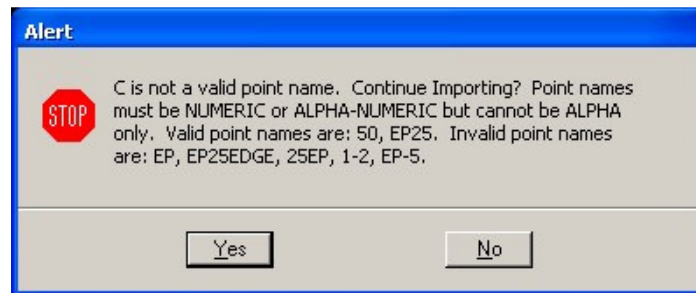 Alert
STOP
C is not a valid point name. Continue Importing? Point names
must be NUMERIC or ALPHA-NUMERIC but cannot be ALPHA
only. Valid point names are: 50, EP25. Invalid point names
are: EP, EP25EDGE, 25EP, 1-2, EP-5.
Yes
No